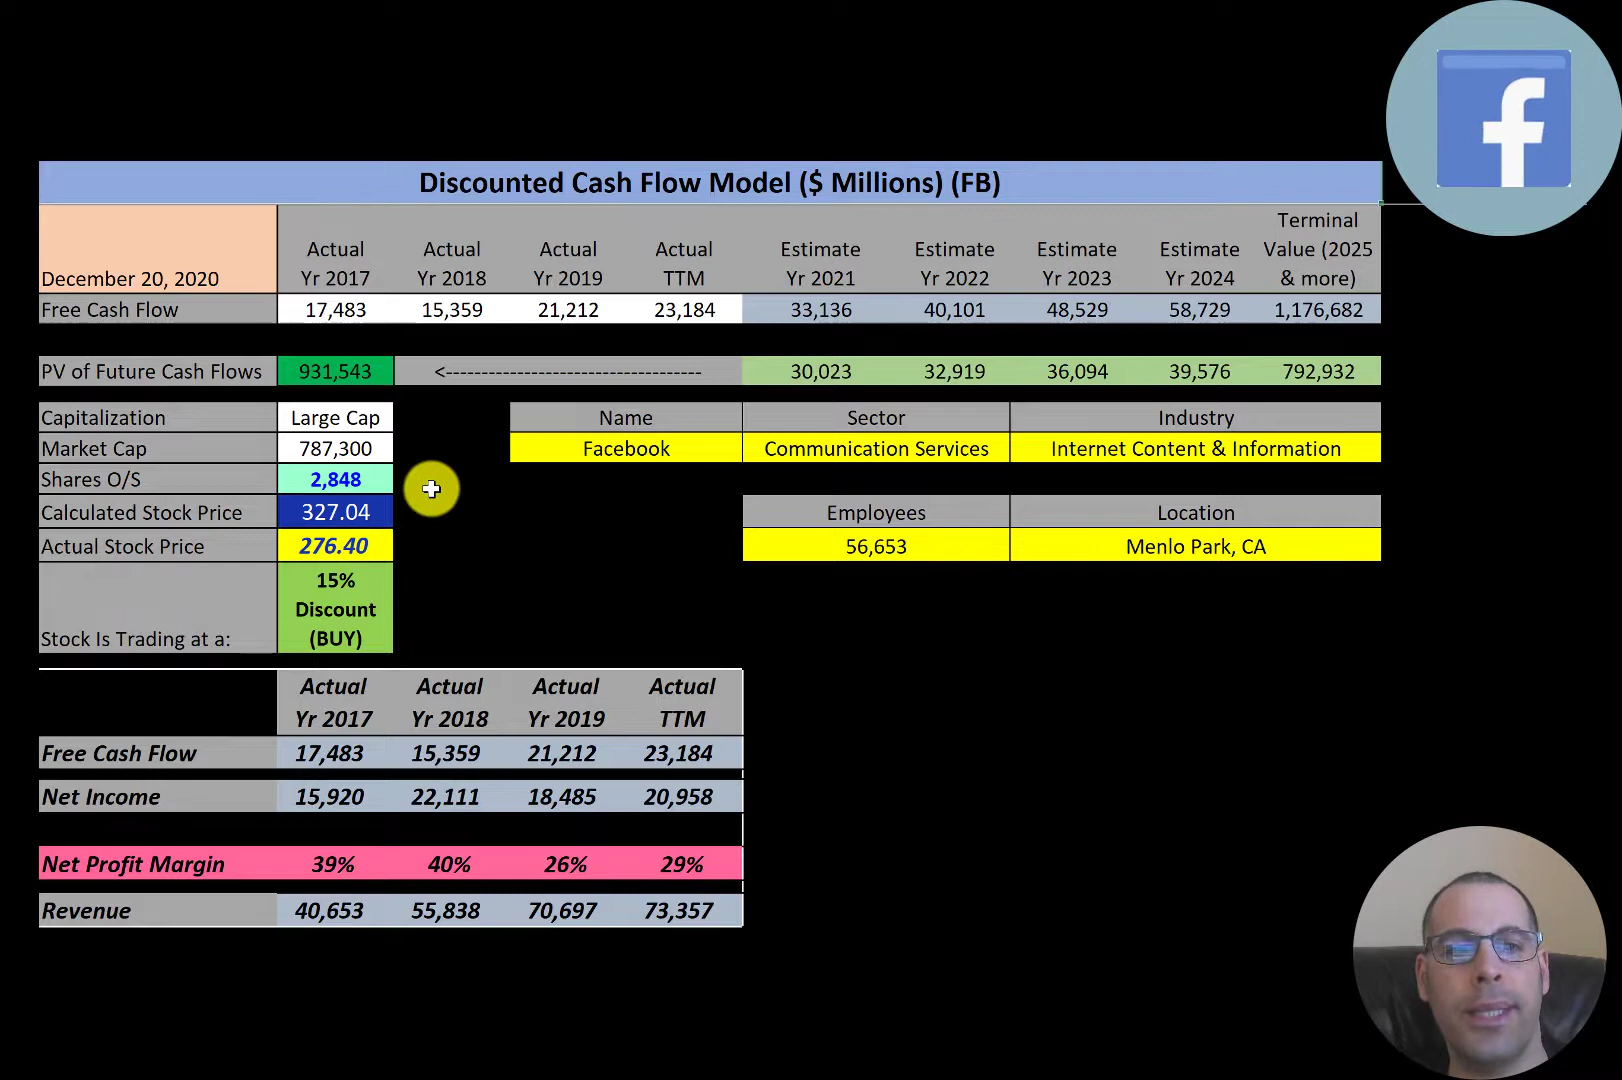 f
Discounted Cash Flow Model ($ Millions) (FB)
December 20, 2020 Actual Yr 2017 Actual Yr 2018 Actual Yr 2019 Actual TTM Estimate Yr 2021 Estimate Yr 2022 Estimate Yr 2023 Estimate Yr 2024 Terminal Value (2025 & more)
Free Cash Flow 17,483 15,359 21,212 23,184 33,136 40,101 48,529 58,729 1,176,682
PV of Future Cash Flows 931,543 <------------------------------------ 30,023 32,919 36,094 39,576 792,932
Capitalization Large Cap Name Sector Industry
Market Cap 787,300 Facebook Communication Services Internet Content & Information
Shares O/S 2,848
Calculated Stock Price 327.04 Employees Location
Actual Stock Price 276.40 56,653 Menlo Park, CA
Stock Is Trading at a: 15% Discount (BUY)
Actual Yr 2017 Actual Yr 2018 Actual Yr 2019 Actual TTM
Free Cash Flow 17,483 15,359 21,212 23,184
Net Income 15,920 22,111 18,485 20,958
Net Profit Margin 39% 40% 26% 29%
Revenue 40,653 55,838 70,697 73,357